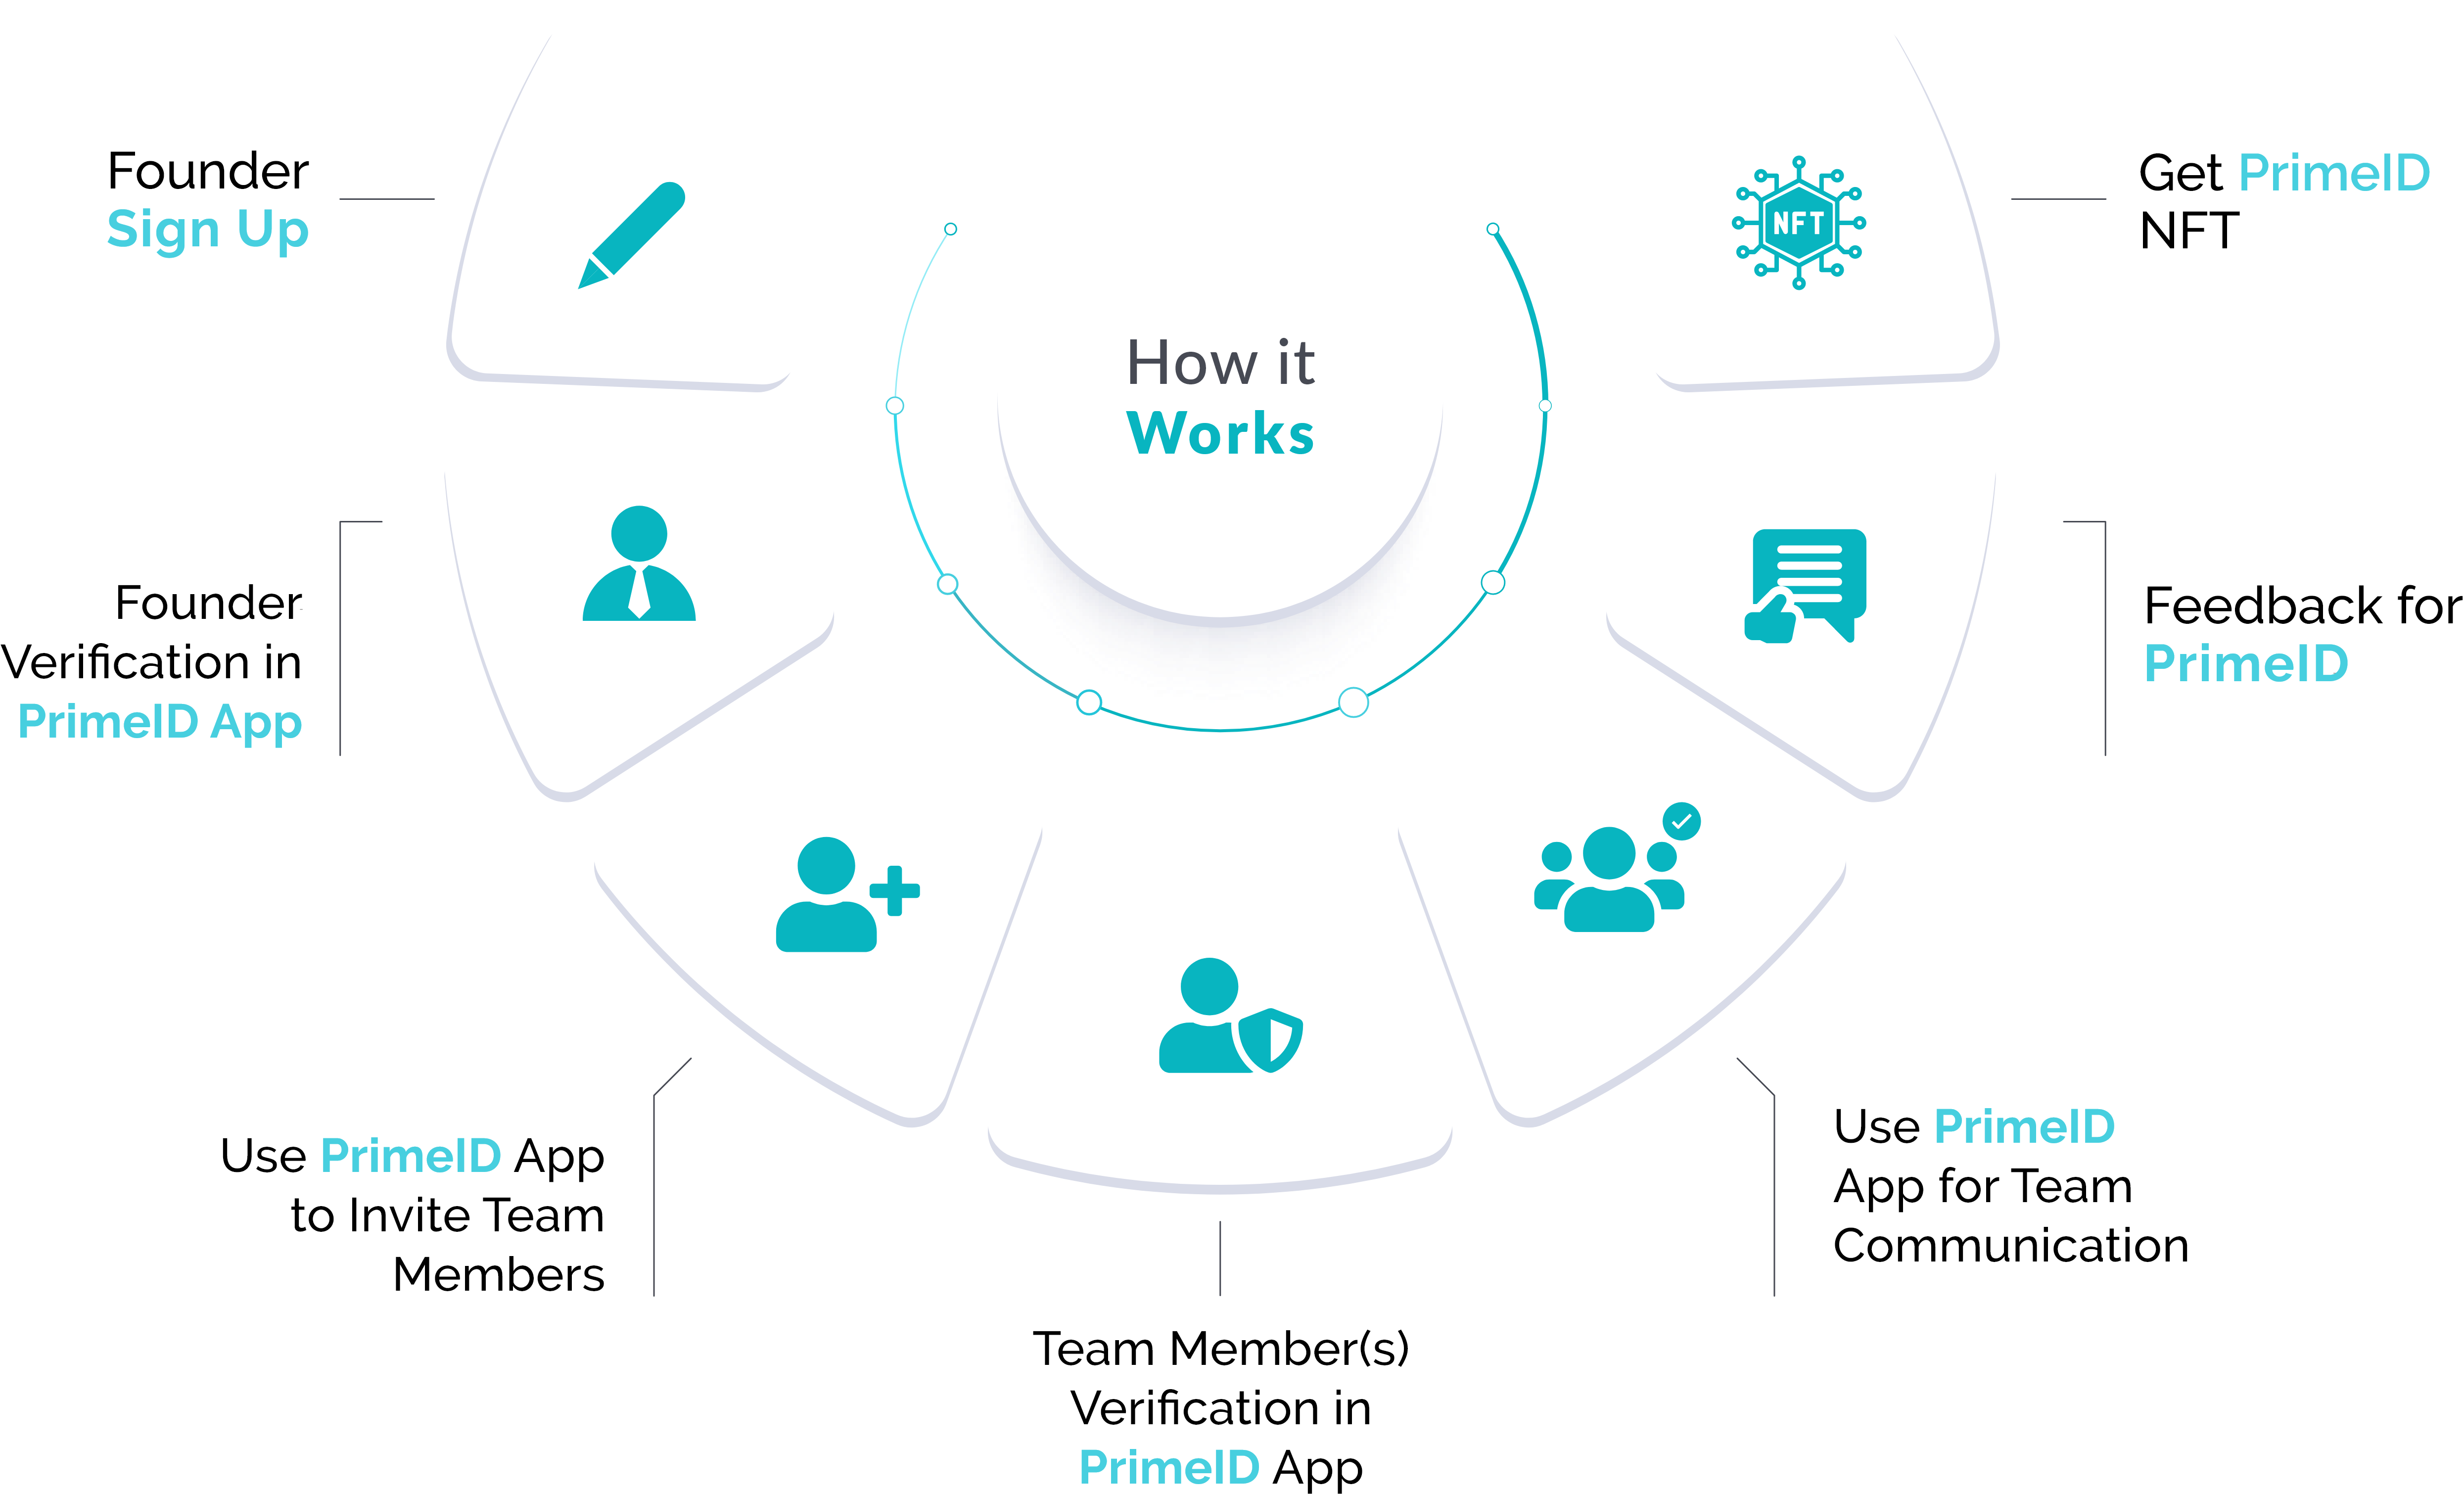 How it
Works
Founder
Sign Up
Founder
Verification in
PrimeID App
Use PrimeID App
to Invite Team
Members
Team Member(s)
Verification in
PrimeID App
Use PrimeID
App for Team
Communication
Feedback for
PrimeID
Get PrimeID
NFT
NFT